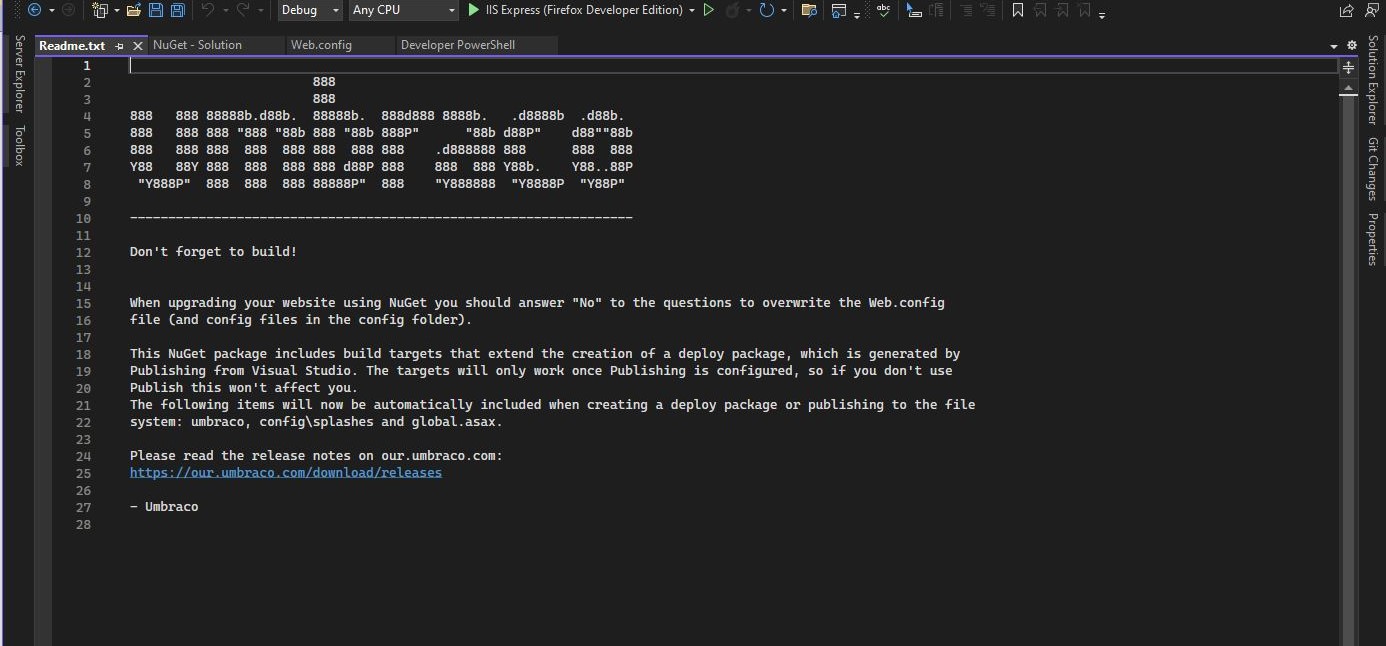 Debug Any CPU IIS Express (Firefox Developer Edition) abc
Readme.txt NuGet - Solution Web.config Developer PowerShell
Server Explorer
Toolbox
Solution Explorer
Git Changes
Properties
1
2                         888
3                         888
4  888   888 88888b.d88b.  88888b.  888d888 8888b.   .d8888b  .d88b.
5  888   888 888 "888 "88b 888 "88b 888P"      "88b d88P"    d88""88b
6  888   888 888  888  888 888  888 888    .d888888 888      888  888
7  Y88   88Y 888  888  888 888 d88P 888    888  888 Y88b.    Y88..88P
8   "Y888P"  888  888  888 88888P"  888    "Y888888  "Y8888P  "Y88P"
9
10 ------------------------------------------------------------------
11
12 Don't forget to build!
13
14
15 When upgrading your website using NuGet you should answer "No" to the questions to overwrite the Web.config
16 file (and config files in the config folder).
17
18 This NuGet package includes build targets that extend the creation of a deploy package, which is generated by
19 Publishing from Visual Studio. The targets will only work once Publishing is configured, so if you don't use
20 Publish this won't affect you.
21 The following items will now be automatically included when creating a deploy package or publishing to the file
22 system: umbraco, config\splashes and global.asax.
23
24 Please read the release notes on our.umbraco.com:
25 https://our.umbraco.com/download/releases
26
27 - Umbraco
28